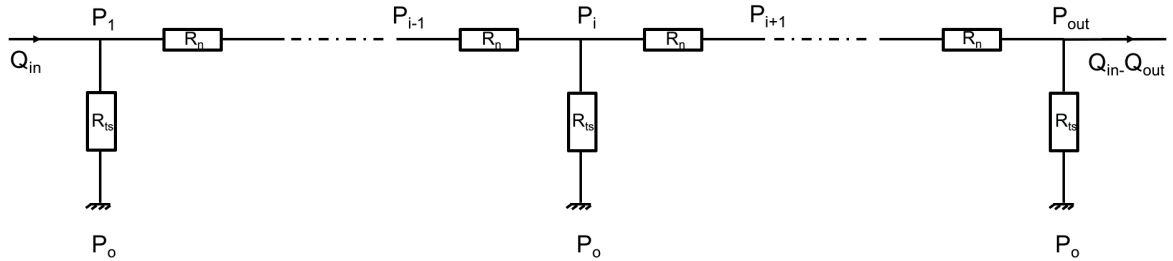 P1 Pi-1 Pi Pi+1 Pout
Rn Rn Rn Rn
Qin Qin-Qout
Rts Rts Rts
Po Po Po